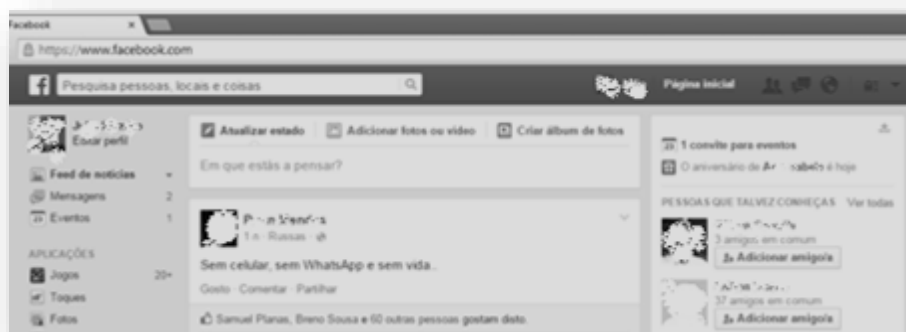 Facebook
https://www.facebook.com
Pesquisa pessoas, locais e coisas
Página inicial
Editar perfil
Feed de notícias
Mensagens 2
Eventos 1
APLICAÇÕES
Jogos 20+
Toques
Fotos
Atualizar estado Adicionar fotos ou vídeo Criar álbum de fotos
Em que estás a pensar?
Mendes
1 h · Russas
Sem celular, sem WhatsApp e sem vida..
Gosto · Comentar · Partilhar
Samuel Planas, Breno Sousa e 60 outras pessoas gostam disto.
1 convite para eventos
O aniversário de é hoje
PESSOAS QUE TALVEZ CONHEÇAS Ver todas
3 amigos em comum
Adicionar amigo/a
37 amigos em comum
Adicionar amigo/a